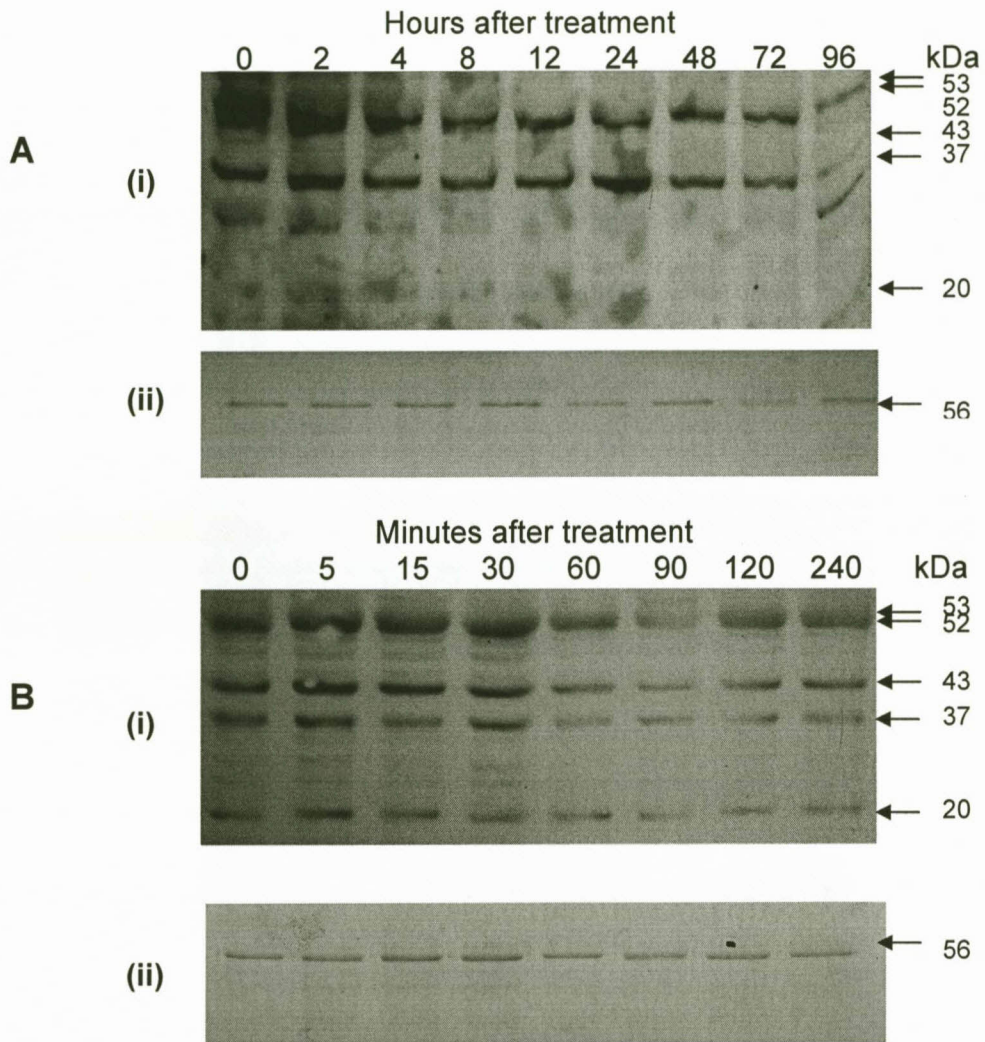 Hours after treatment
0 2 4 8 12 24 48 72 96 kDa
53
52
43
37
20
A
(i)
(ii)
56
Minutes after treatment
0 5 15 30 60 90 120 240 kDa
53
52
43
37
20
B
(i)
(ii)
56